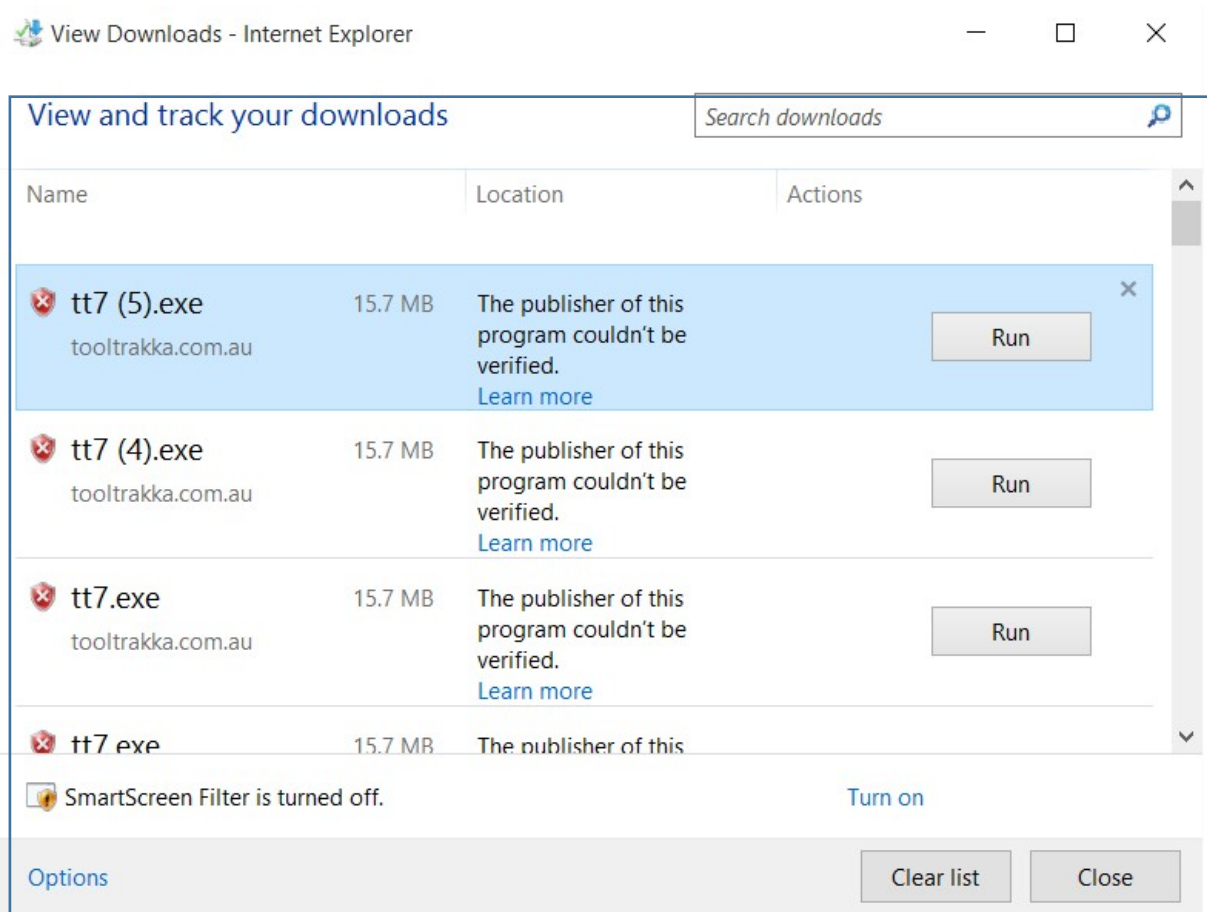 View Downloads - Internet Explorer
View and track your downloads
Search downloads
Name Location Actions
tt7 (5).exe 15.7 MB The publisher of this
program couldn't be
verified.
Learn more
tooltrakka.com.au
Run
tt7 (4).exe 15.7 MB The publisher of this
program couldn't be
verified.
Learn more
tooltrakka.com.au
Run
tt7.exe 15.7 MB The publisher of this
program couldn't be
verified.
Learn more
tooltrakka.com.au
Run
tt7.exe 15.7 MB The publisher of this
SmartScreen Filter is turned off. Turn on
Options Clear list Close